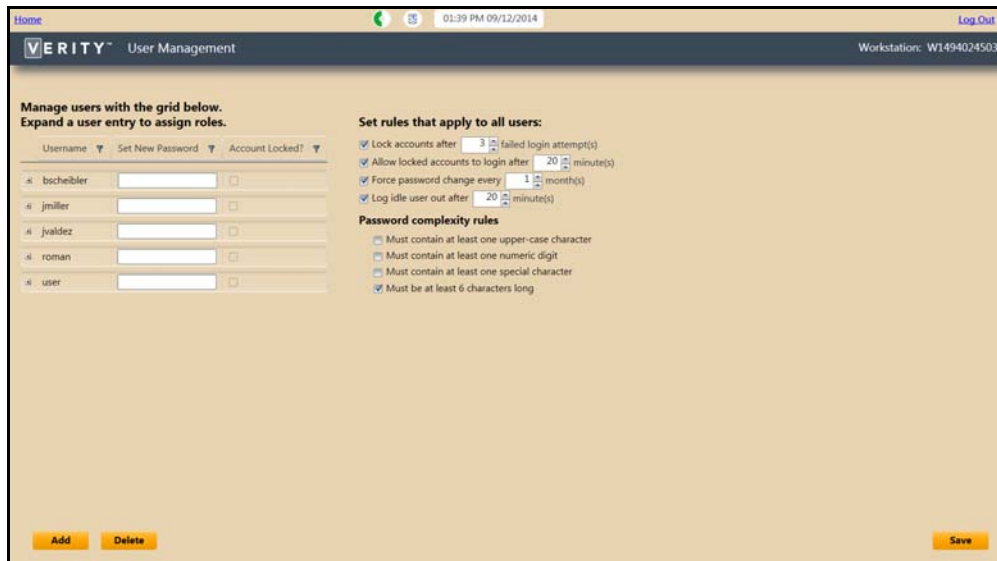 Home
01:39 PM 09/12/2014
Log Out
VERITY™ User Management
Workstation: W1494024503
Manage users with the grid below.
Expand a user entry to assign roles.
Username Set New Password Account Locked?
bscheibler
jmiller
jvaldez
roman
user
Set rules that apply to all users:
Lock accounts after 3 failed login attempt(s)
Allow locked accounts to login after 20 minute(s)
Force password change every 1 month(s)
Log idle user out after 20 minute(s)
Password complexity rules
Must contain at least one upper-case character
Must contain at least one numeric digit
Must contain at least one special character
Must be at least 6 characters long
Add Delete Save